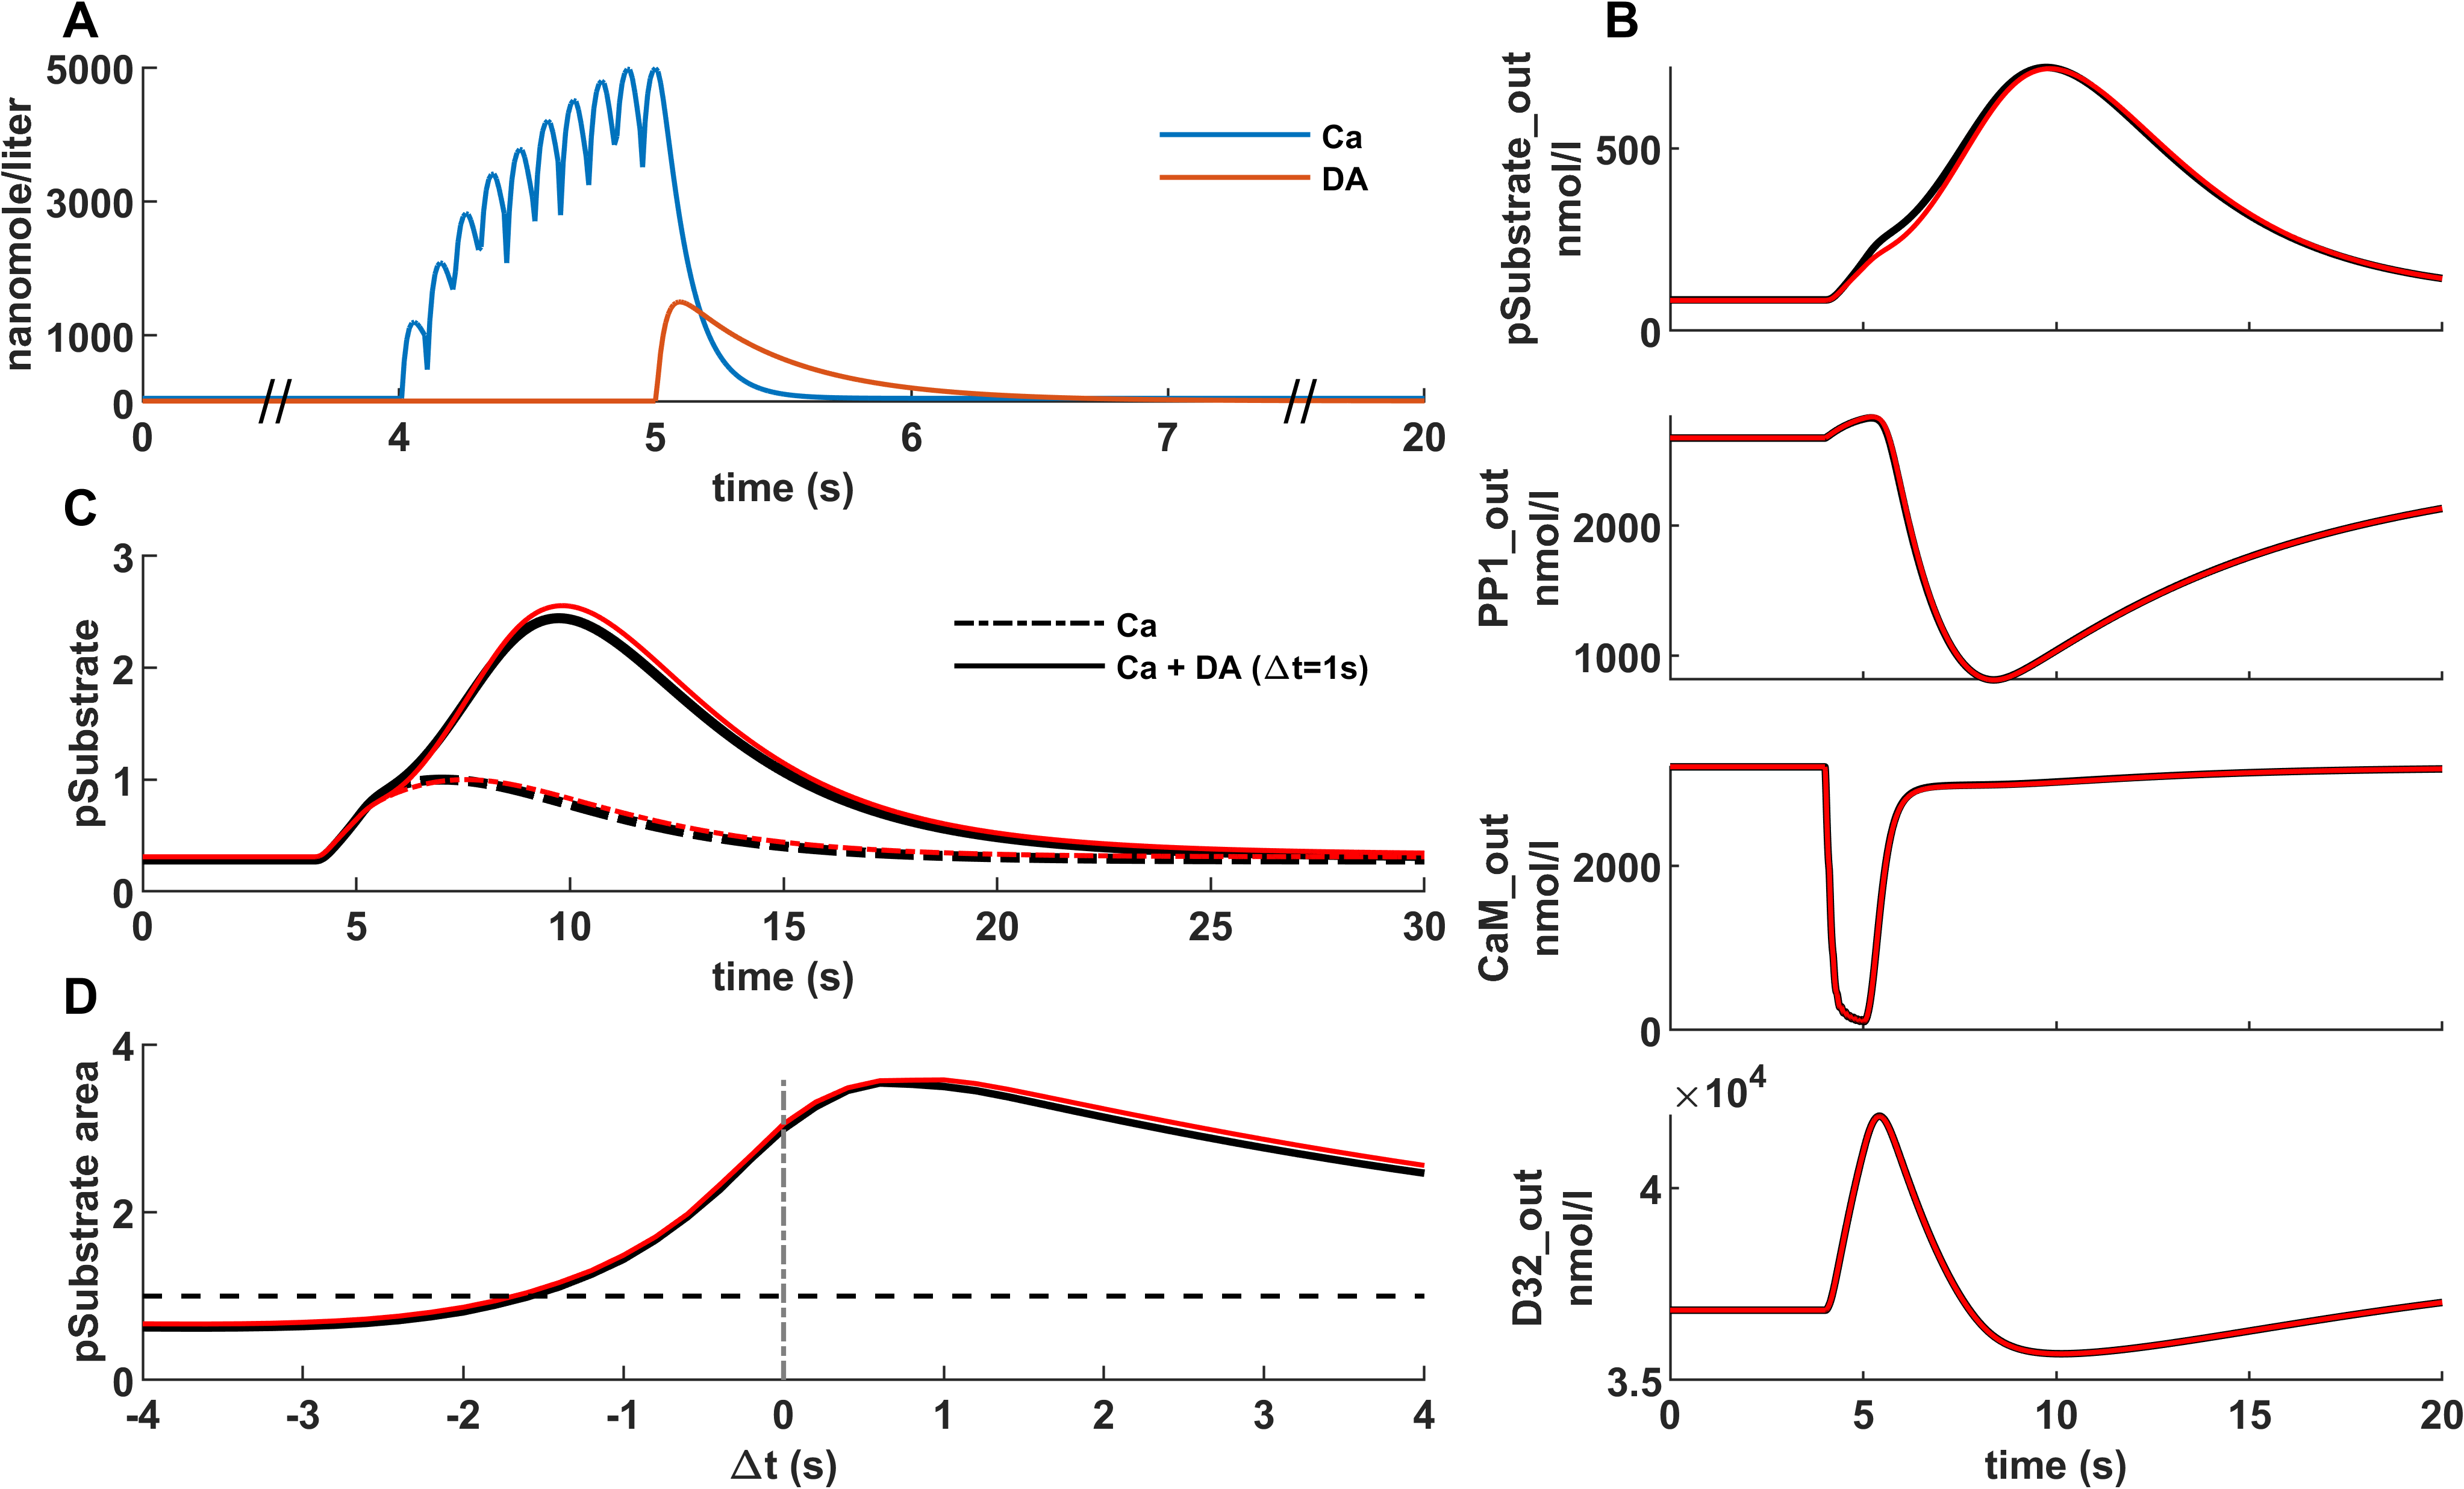 A
nanomole/liter
5000
3000
1000
0
Ca
DA
0
4
5
6
7
20
time (s)
B
pSubstrate_out
nmol/l
500
0
PP1_out
nmol/l
2000
1000
CaM_out
nmol/l
2000
0
×10⁴
D32_out
nmol/l
4
3.5
0
5
10
15
20
time (s)
C
pSubstrate
3
2
1
0
Ca
Ca + DA (Δt=1s)
0
5
10
15
20
25
30
time (s)
D
pSubstrate area
4
2
0
-4
-3
-2
-1
0
1
2
3
4
Δt (s)